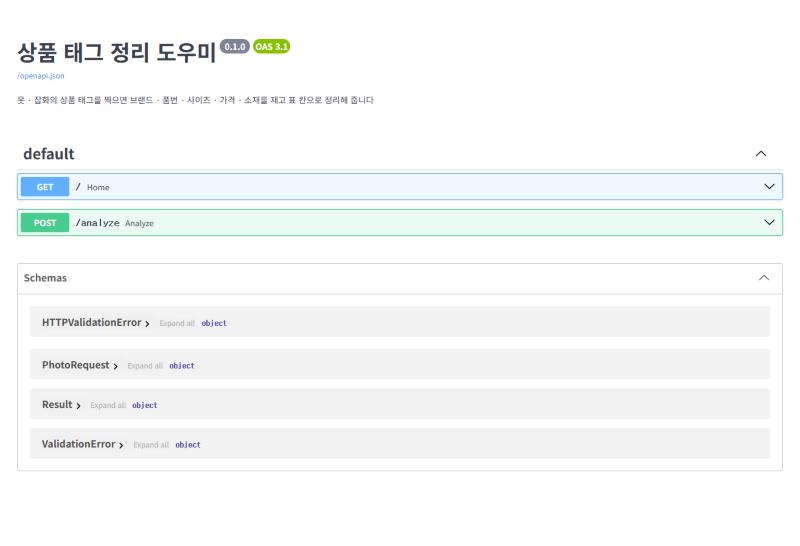 상품 태그 정리 도우미 0.1.0 OAS 3.1
/openapi.json
옷 · 잡화의 상품 태그를 찍으면 브랜드 · 품번 · 사이즈 · 가격 · 소재를 재고 표 칸으로 정리해 줍니다
default
GET / Home
POST /analyze Analyze
Schemas
HTTPValidationError Expand all object
PhotoRequest Expand all object
Result Expand all object
ValidationError Expand all object